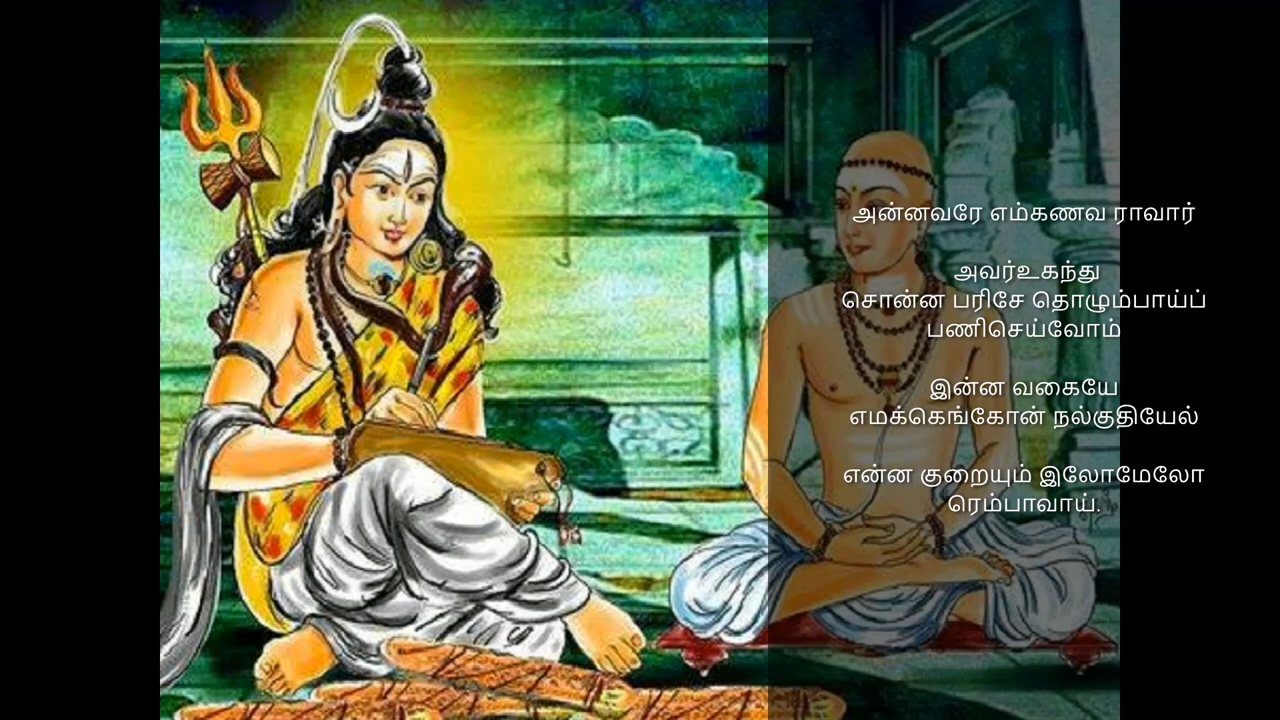 அன்னவரே எம்கணவ ராவார்
அவர்உகந்து
சொன்ன பரிசே தொழும்பாய்ப்
பணிசெய்வோம்
இன்ன வகையே
எமக்கெங்கோன் நல்குதியேல்
என்ன குறையும் இலோமேலோ
ரெம்பாவாய்.